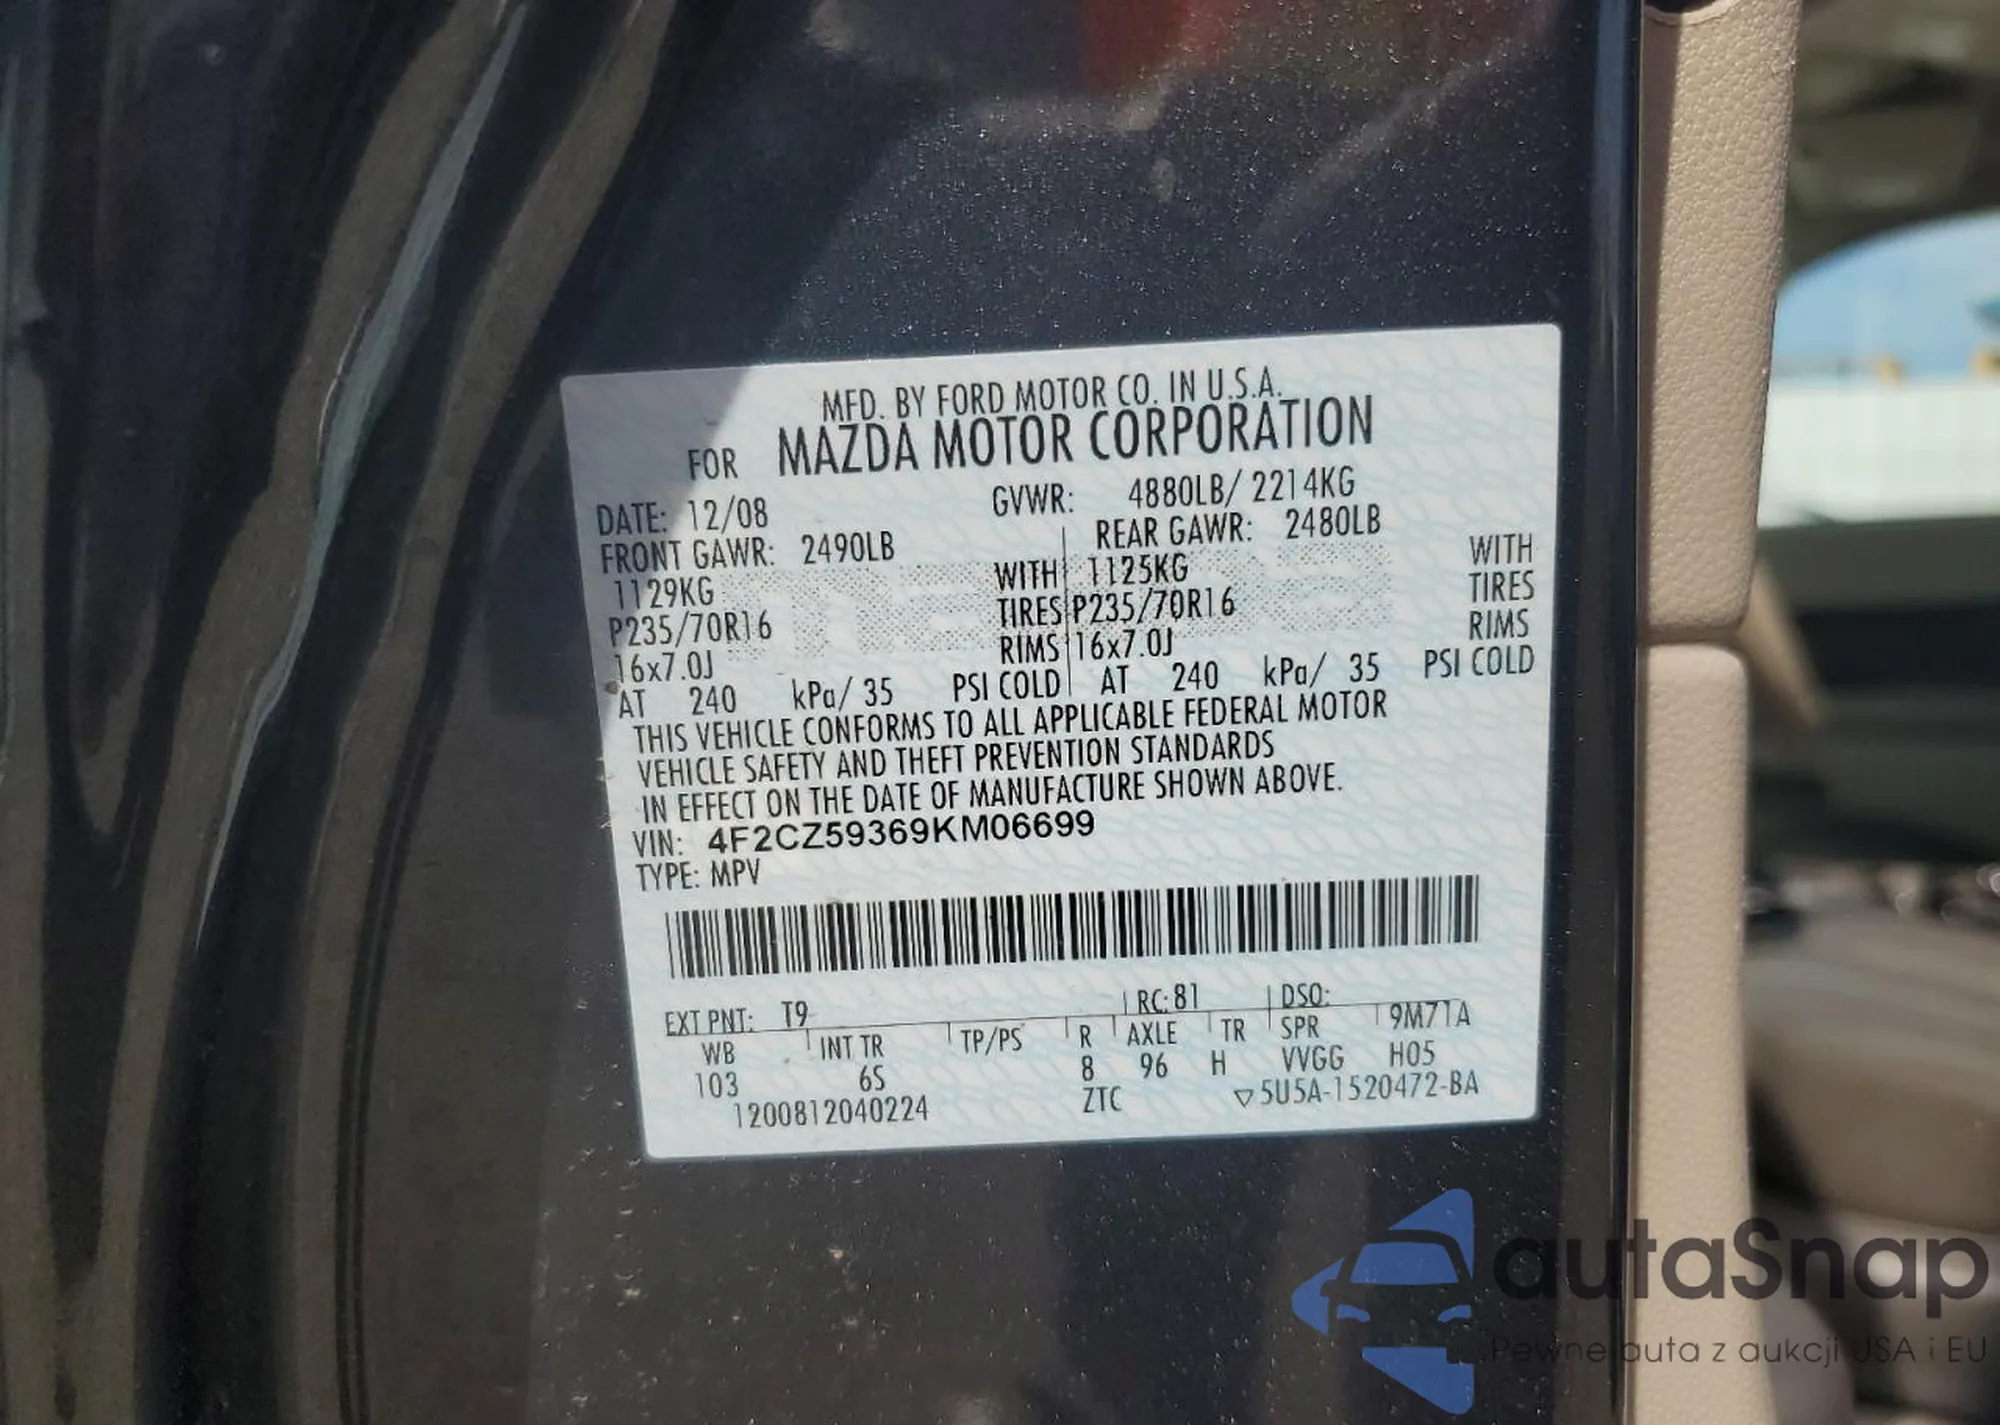 MFD. BY FORD MOTOR CO. IN U.S.A.
FOR MAZDA MOTOR CORPORATION
DATE: 12/08 GVWR: 4880LB/ 2214KG
FRONT GAWR: 2490LB REAR GAWR: 2480LB
1129KG WITH 1125KG WITH
P235/70R16 TIRES P235/70R16 TIRES
16x7.0J RIMS 16x7.0J RIMS
AT 240 kPa/ 35 PSI COLD AT 240 kPa/ 35 PSI COLD
THIS VEHICLE CONFORMS TO ALL APPLICABLE FEDERAL MOTOR
VEHICLE SAFETY AND THEFT PREVENTION STANDARDS
IN EFFECT ON THE DATE OF MANUFACTURE SHOWN ABOVE.
VIN: 4F2CZ59369KM06699
TYPE: MPV
EXT PNT: T9 RC: 81 DSO:
WB INT TR TP/PS R AXLE TR SPR 9M71A
103 6S 8 96 H VVGG H05
1200812040224 ZTC ▽5U5A-1520472-BA
autaSnap
Pewne auta z aukcji USA i EU